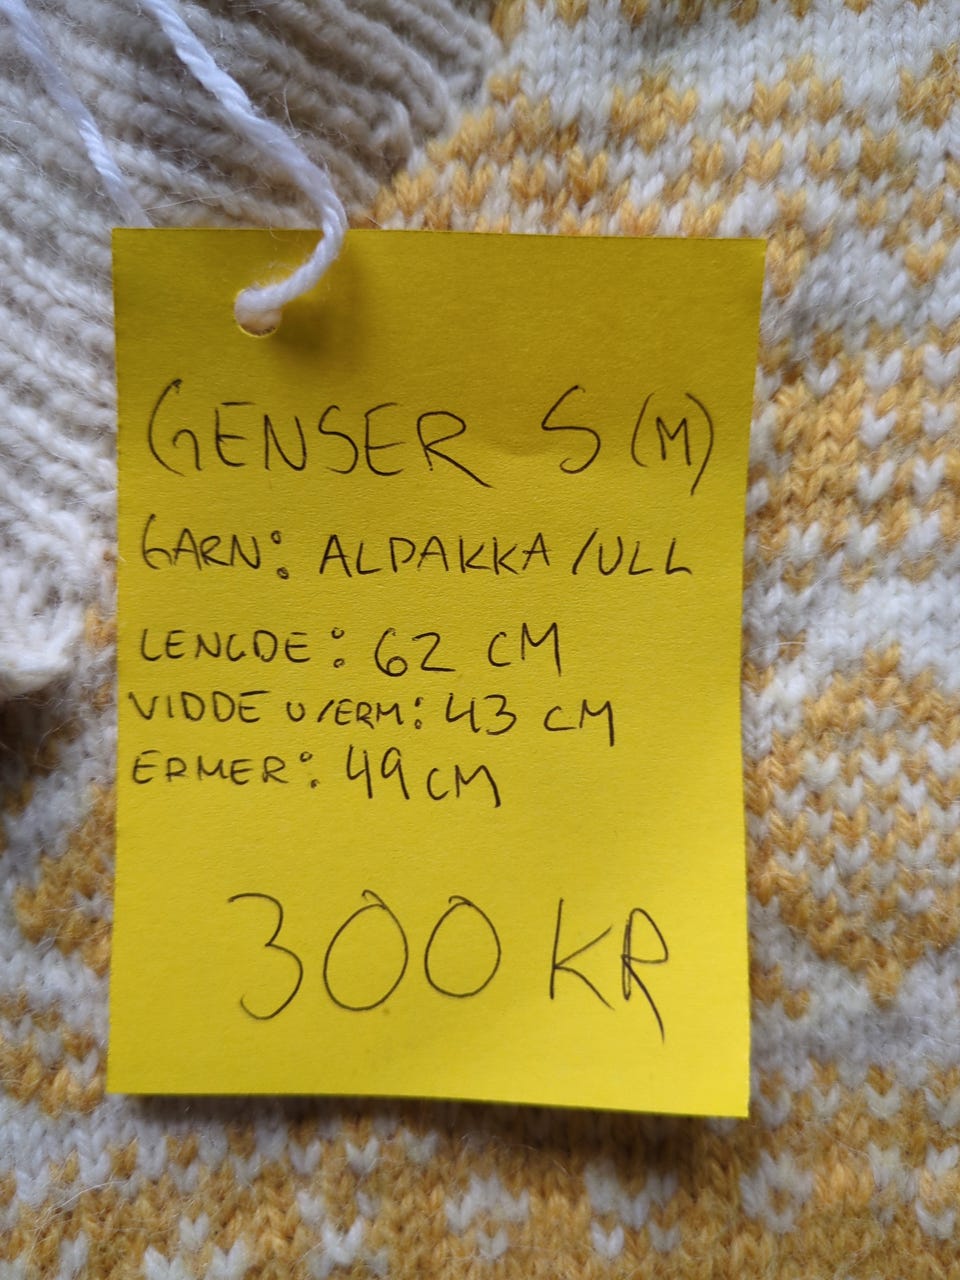 GENSER S (M)
GARN: ALPAKKA/ULL
LENGDE: 62 CM
VIDDE U/ERM: 43 CM
ERMER: 49 CM
300 KR